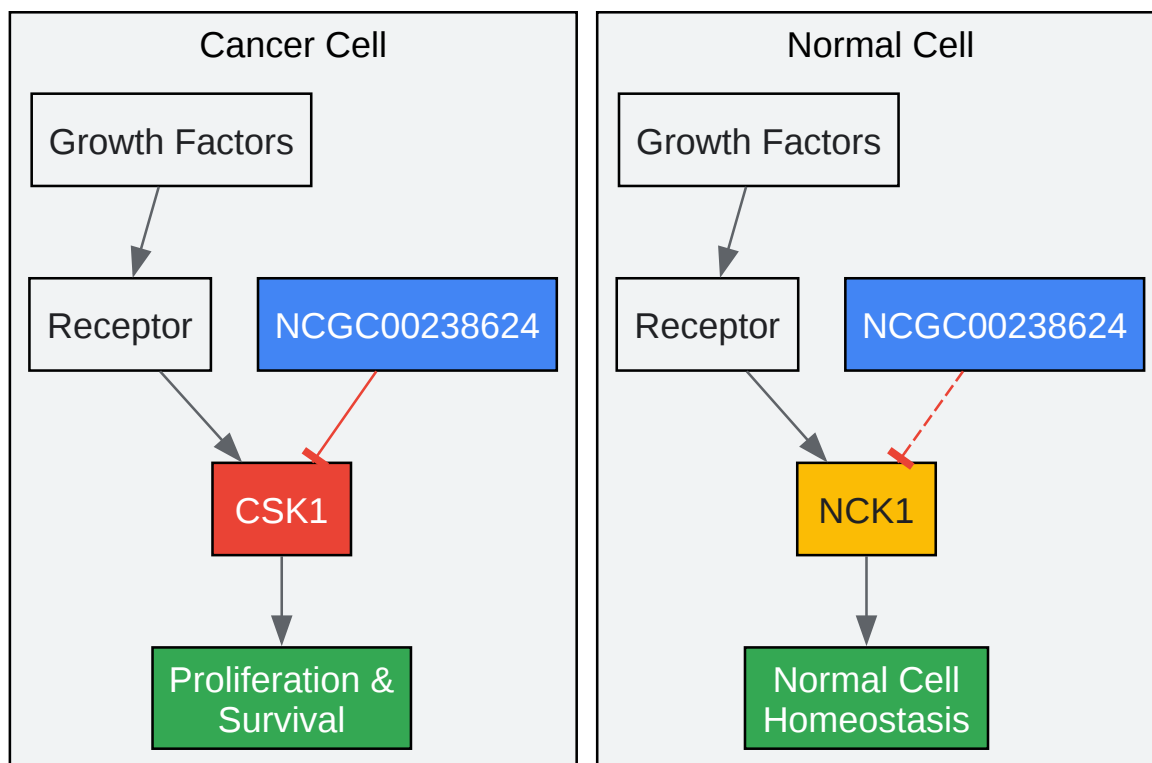 Cancer Cell
Growth Factors
Receptor
NCGC00238624
CSK1
Proliferation &
Survival
Normal Cell
Growth Factors
Receptor
NCGC00238624
NCK1
Normal Cell
Homeostasis